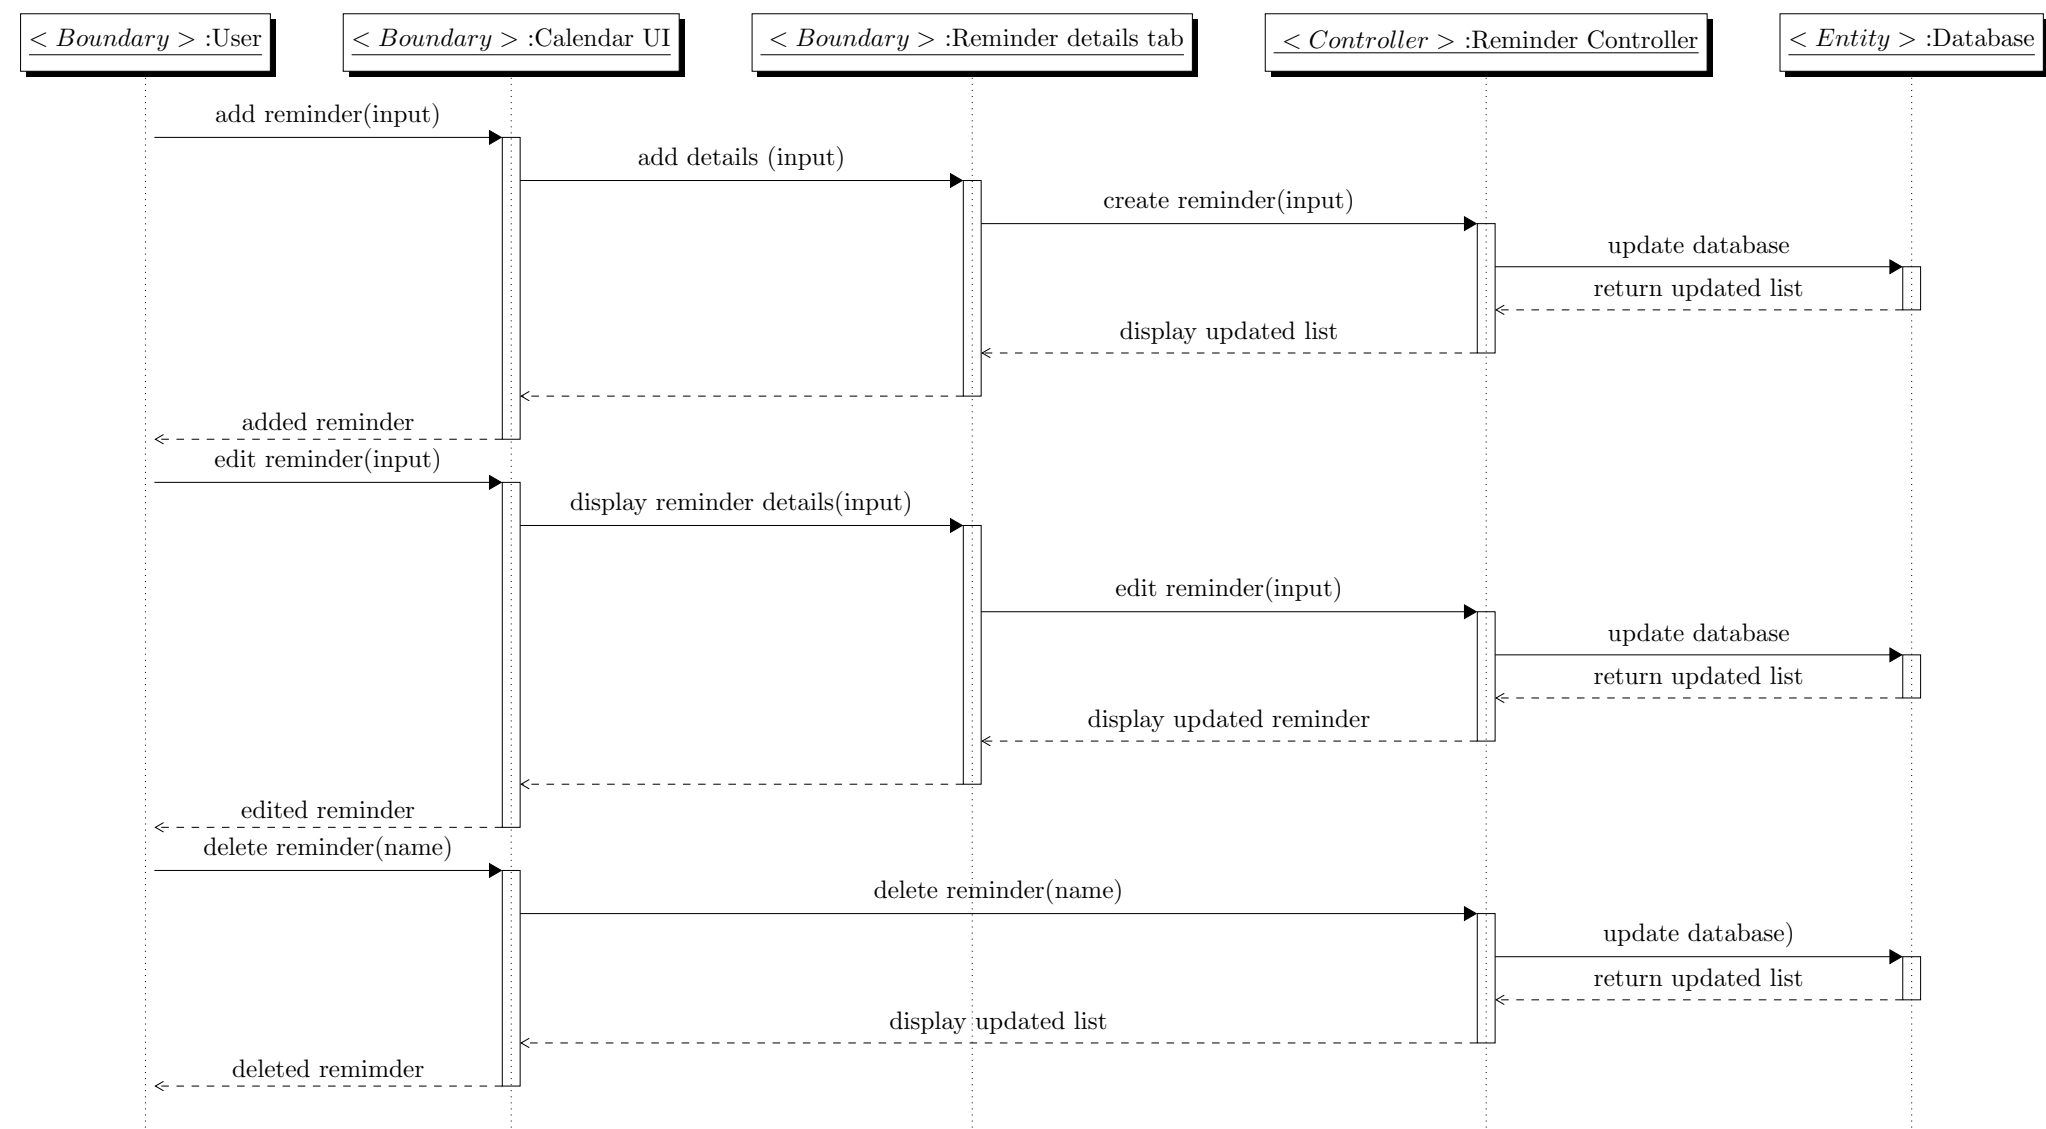 < Boundary > :User
< Boundary > :Calendar UI
< Boundary > :Reminder details tab
< Controller > :Reminder Controller
< Entity > :Database
add reminder(input)
add details (input)
create reminder(input)
update database
return updated list
display updated list
added reminder
edit reminder(input)
display reminder details(input)
edit reminder(input)
update database
return updated list
display updated reminder
edited reminder
delete reminder(name)
delete reminder(name)
update database)
return updated list
display updated list
deleted remimder